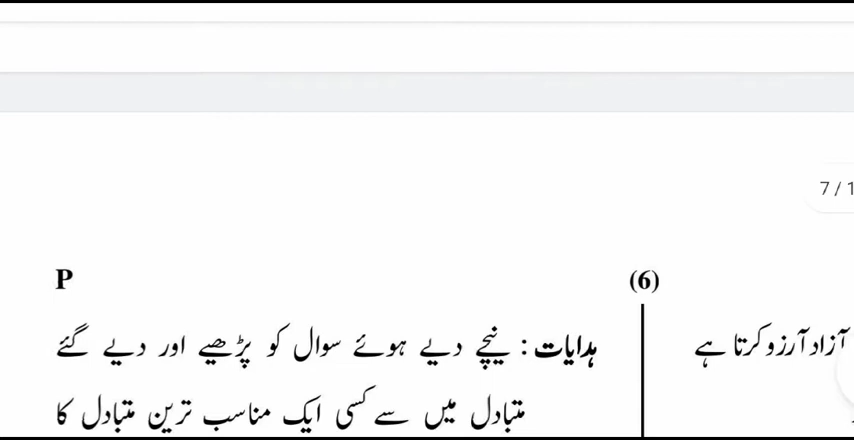 7 / 1
P
(6)
آزاد آرزو کرتا ہے
ہدایات : نیچے دیے ہوئے سوال کو پڑھیے اور دیے گئے
متبادل میں سے کسی ایک مناسب ترین متبادل کا